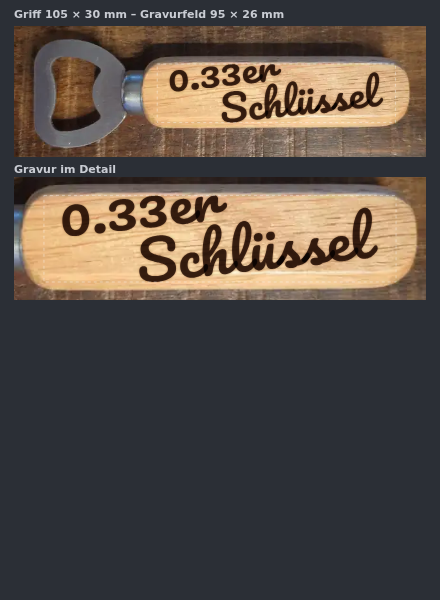 Griff 105 × 30 mm – Gravurfeld 95 × 26 mm
0.33er
Schlüssel
Gravur im Detail
0.33er
Schlüssel